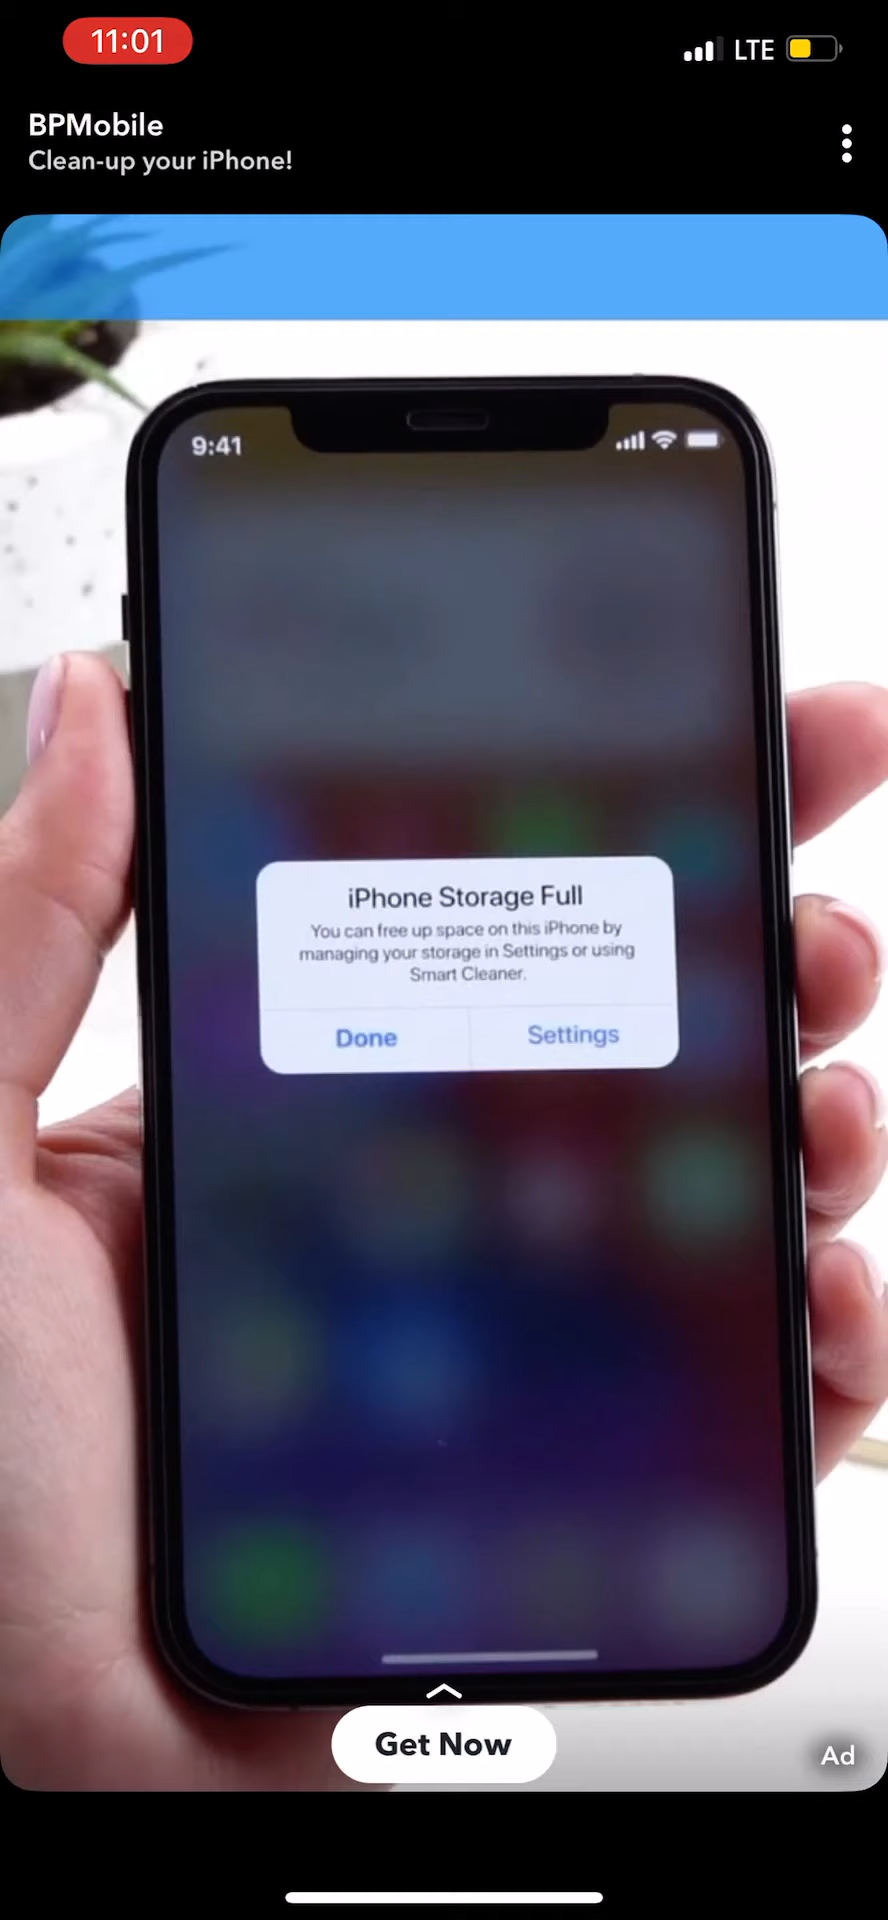 11:01
LTE
BPMobile
Clean-up your iPhone!
9:41
iPhone Storage Full
You can free up space on this iPhone by
managing your storage in Settings or using
Smart Cleaner.
Done
Settings
Get Now
Ad